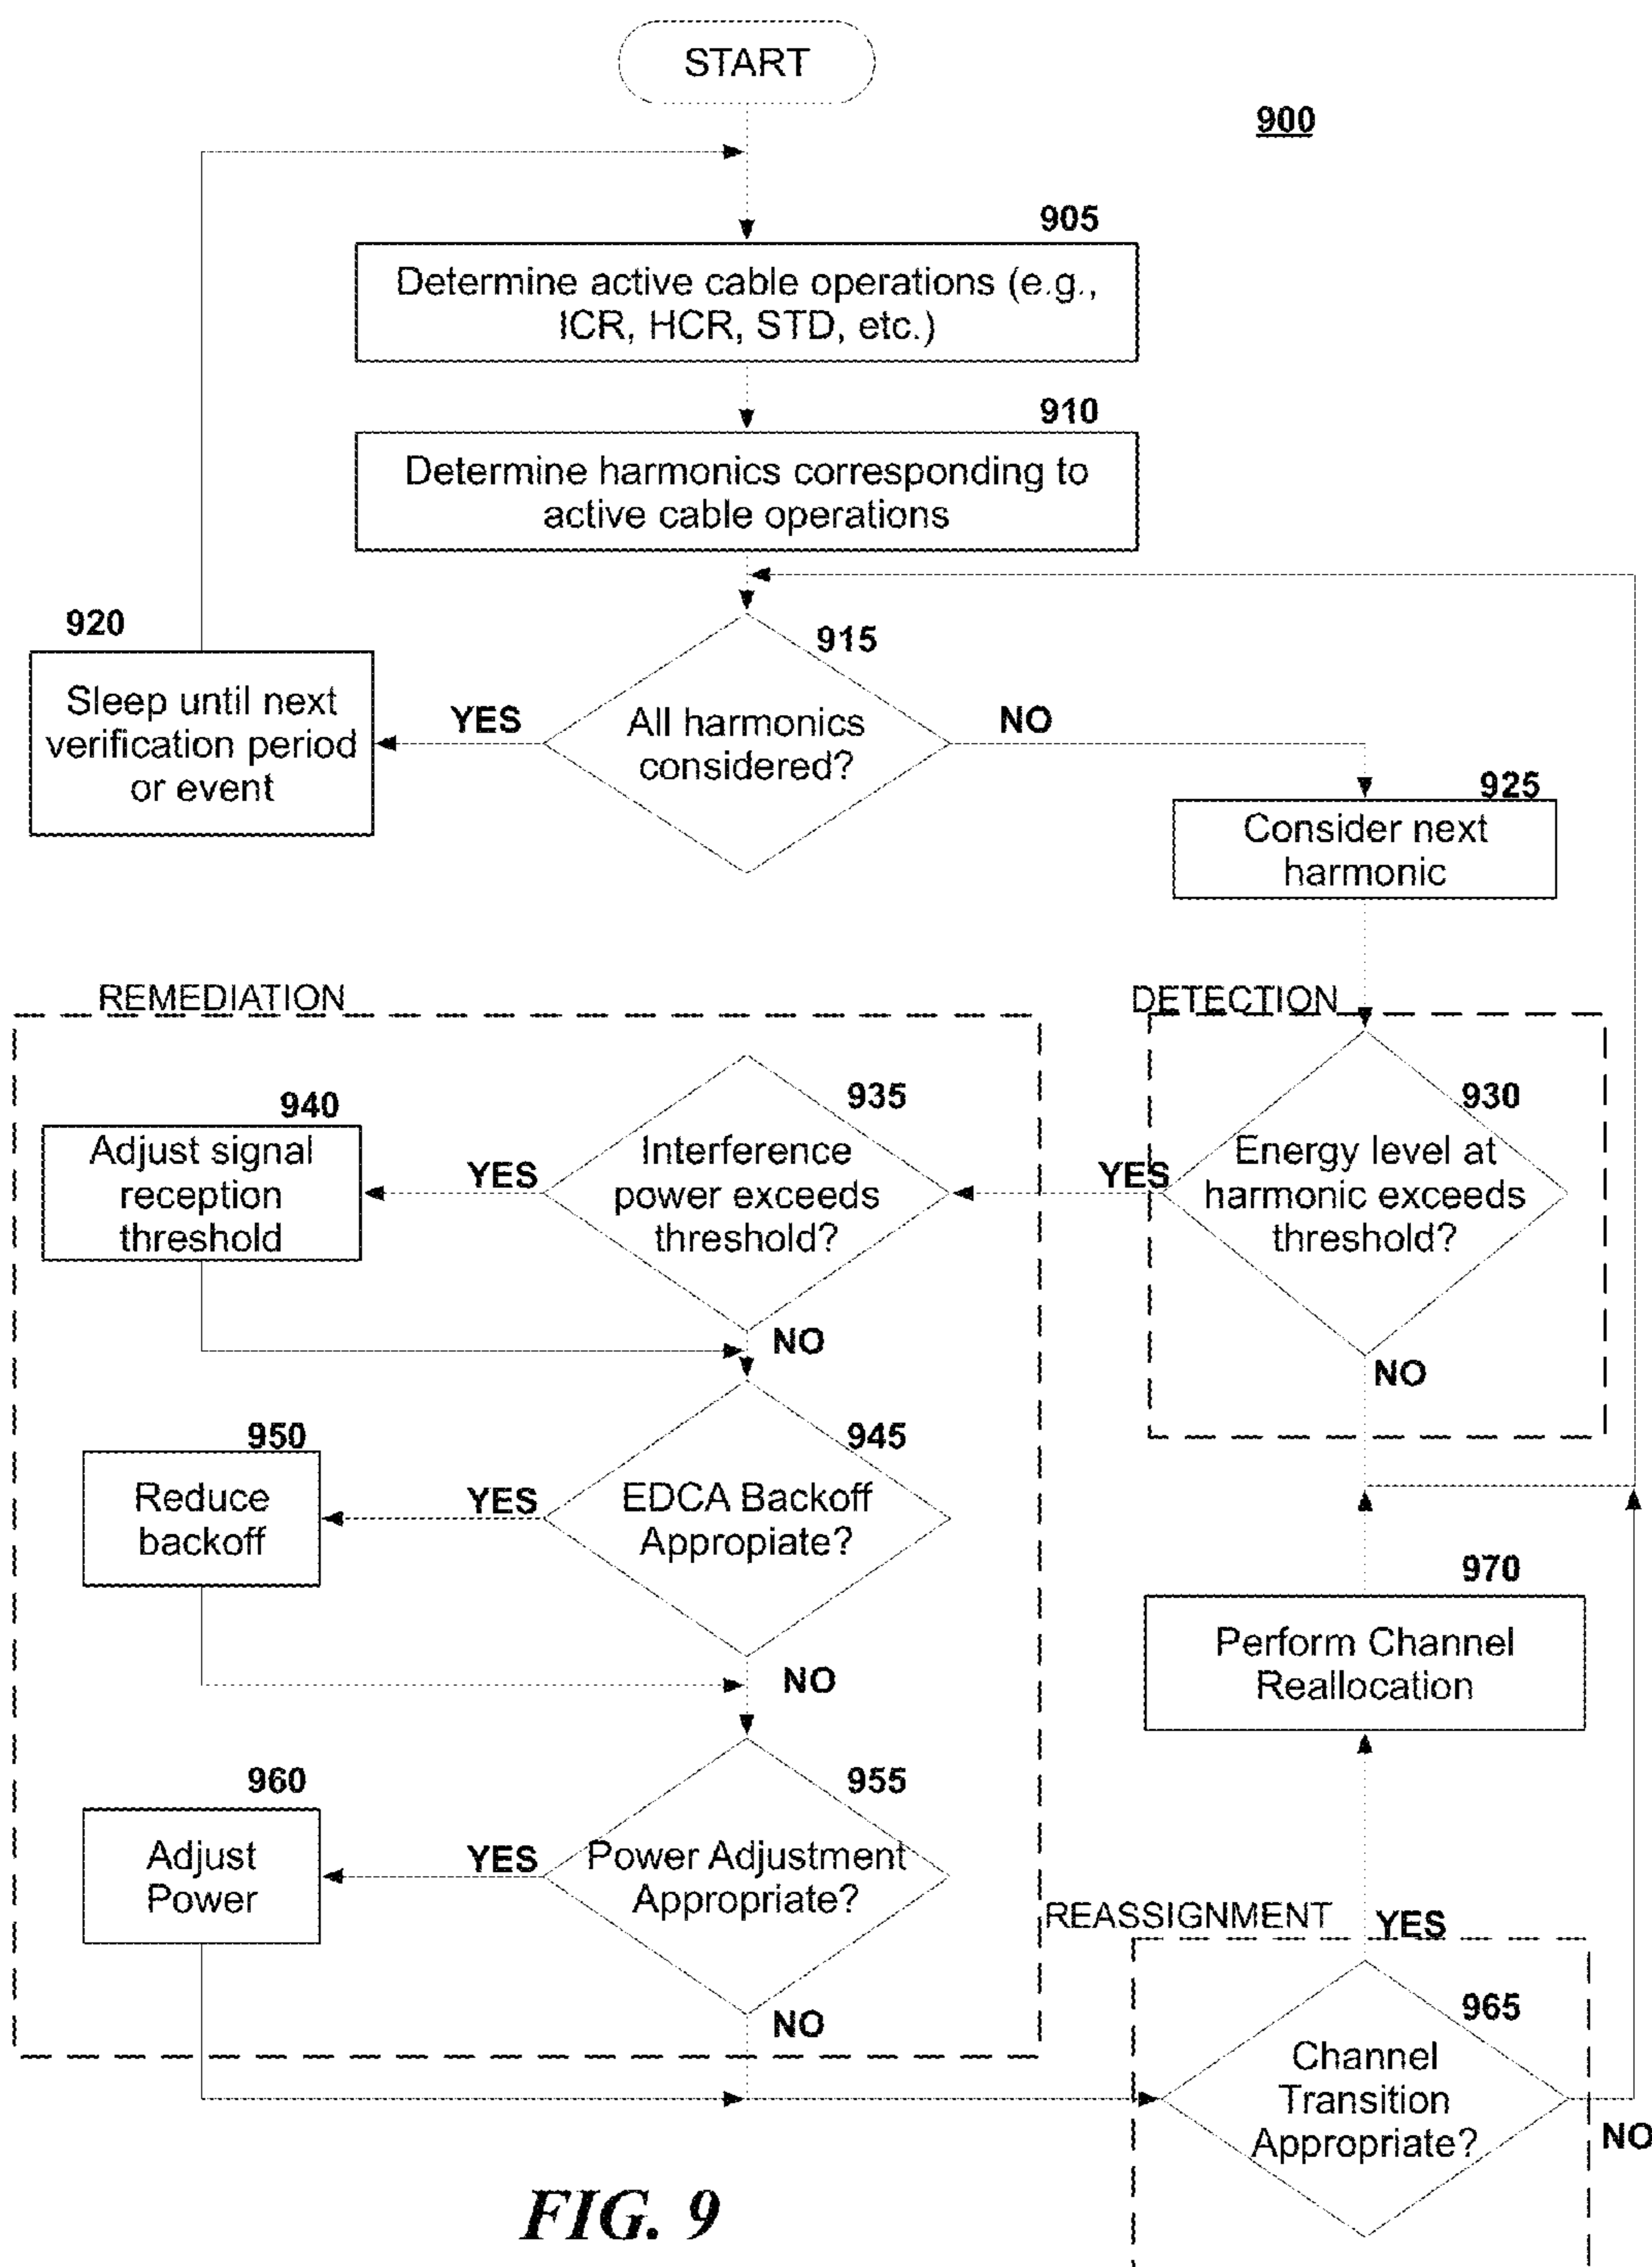 START
900
905
Determine active cable operations (e.g.,
ICR, HCR, STD, etc.)
910
Determine harmonics corresponding to
active cable operations
920
Sleep until next
verification period
or event
YES
915
All harmonics
considered?
NO
925
Consider next
harmonic
REMEDIATION
DETECTION
940
Adjust signal
reception
threshold
YES
935
Interference
power exceeds
threshold?
NO
YES
930
Energy level at
harmonic exceeds
threshold?
NO
950
Reduce
backoff
YES
945
EDCA Backoff
Appropiate?
NO
970
Perform Channel
Reallocation
960
Adjust
Power
YES
955
Power Adjustment
Appropriate?
NO
REASSIGNMENT
YES
965
Channel
Transition
Appropriate?
NO
FIG. 9